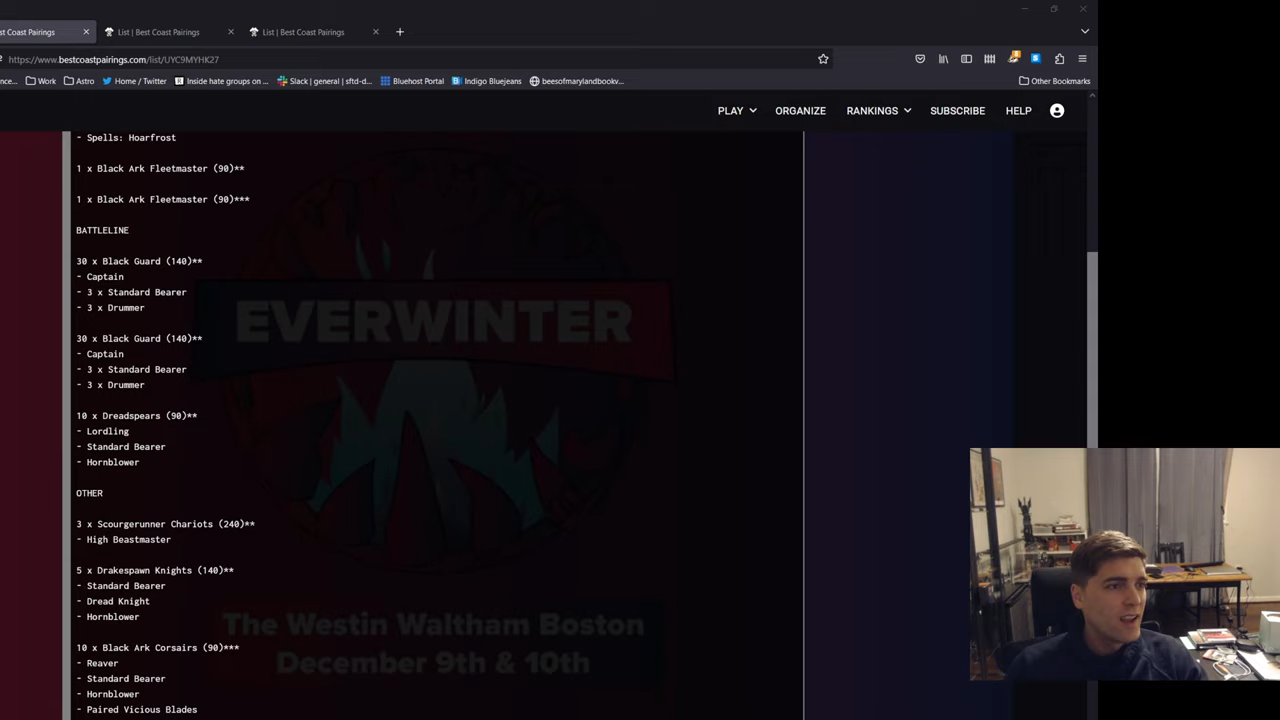 st Coast Pairings
List | Best Coast Pairings
List | Best Coast Pairings
https://www.bestcoastpairings.com/list/UYC9MYHK27
nce...
Work
Astro
Home / Twitter
Inside hate groups on ...
Slack | general | sftd-d...
Bluehost Portal
Indigo Bluejeans
beesofmarylandbookv...
Other Bookmarks
PLAY
ORGANIZE
RANKINGS
SUBSCRIBE
HELP
- Spells: Hoarfrost
1 x Black Ark Fleetmaster (90)**
1 x Black Ark Fleetmaster (90)***
BATTLELINE
30 x Black Guard (140)**
- Captain
- 3 x Standard Bearer
- 3 x Drummer
30 x Black Guard (140)**
- Captain
- 3 x Standard Bearer
- 3 x Drummer
10 x Dreadspears (90)**
- Lordling
- Standard Bearer
- Hornblower
OTHER
3 x Scourgerunner Chariots (240)**
- High Beastmaster
5 x Drakespawn Knights (140)**
- Standard Bearer
- Dread Knight
- Hornblower
10 x Black Ark Corsairs (90)***
- Reaver
- Standard Bearer
- Hornblower
- Paired Vicious Blades
EVERWINTER
The Westin Waltham Boston
December 9th & 10th